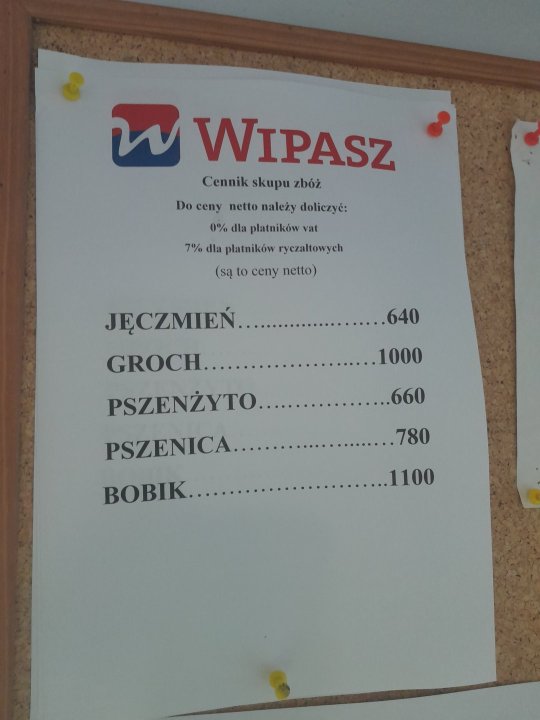 WIPASZ
Cennik skupu zbóż
Do ceny netto należy doliczyć:
0% dla płatników vat
7% dla płatników ryczałtowych
(są to ceny netto)
JĘCZMIEŃ........................640
GROCH...........................1000
PSZENŻYTO.......................660
PSZENICA........................780
BOBIK...........................1100